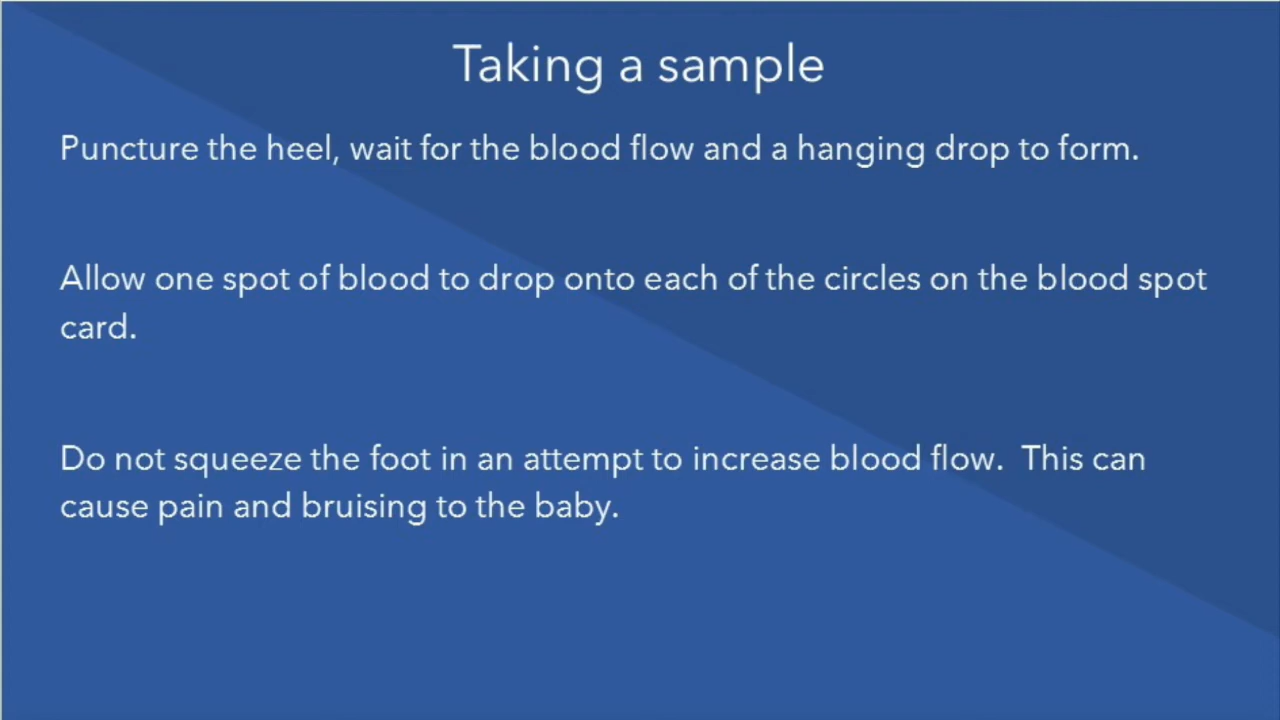 Taking a sample
Puncture the heel, wait for the blood flow and a hanging drop to form.
Allow one spot of blood to drop onto each of the circles on the blood spot
card.
Do not squeeze the foot in an attempt to increase blood flow.  This can
cause pain and bruising to the baby.